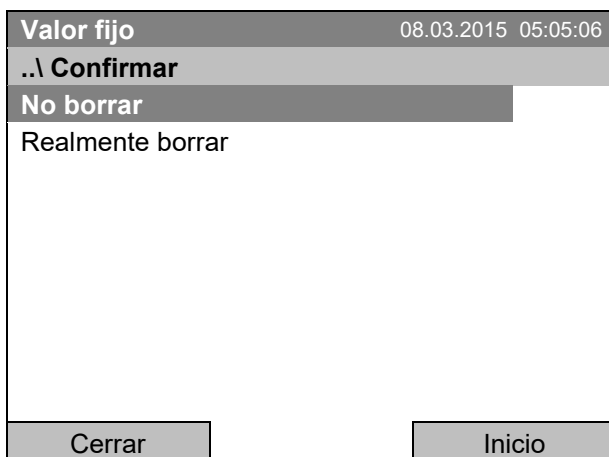 Valor fijo 08.03.2015 05:05:06
..\ Confirmar
No borrar
Realmente borrar
Cerrar Inicio